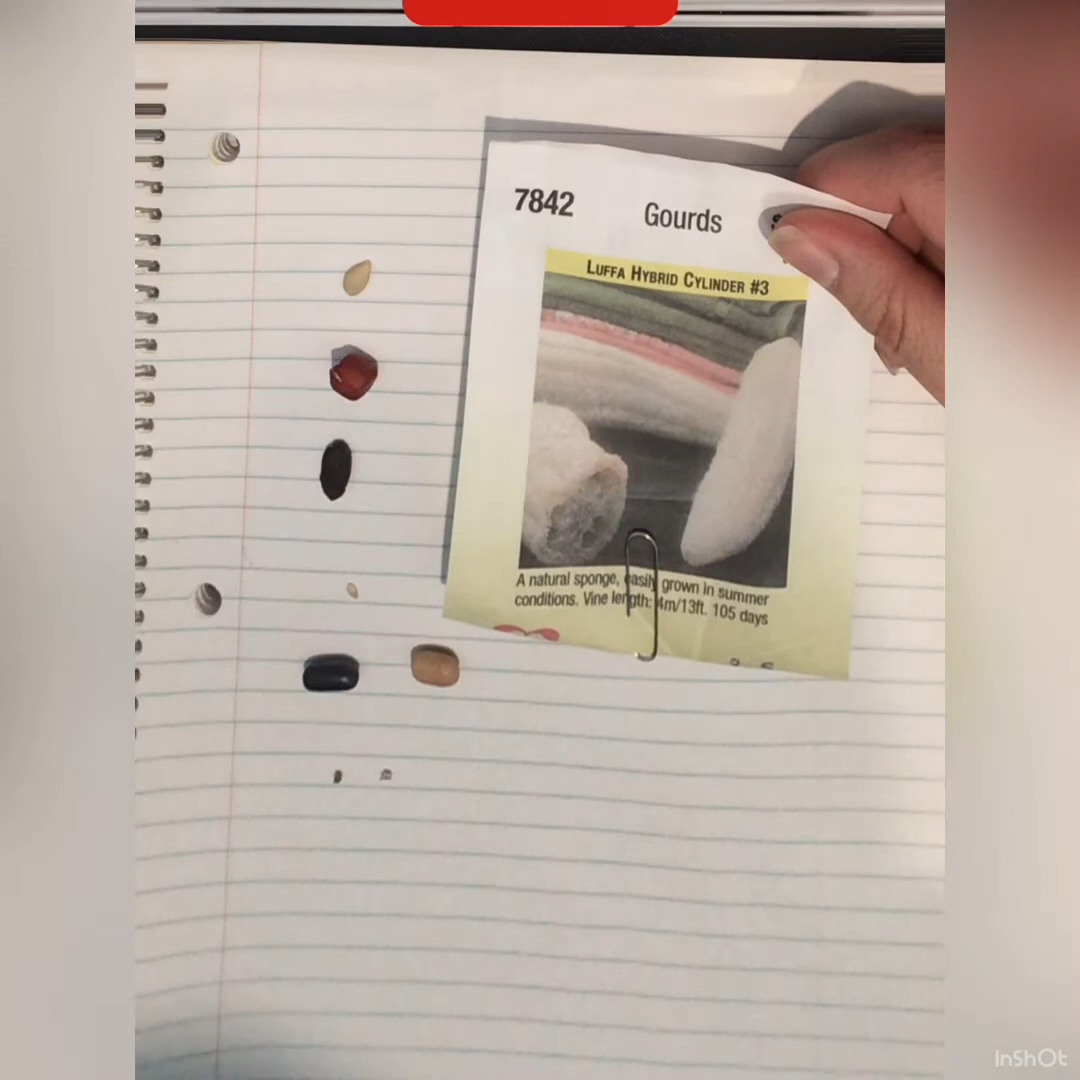 7842
Gourds
LUFFA HYBRID CYLINDER #3
A natural sponge, easily grown in summer
conditions. Vine length: 4m/13ft. 105 days
InShOt